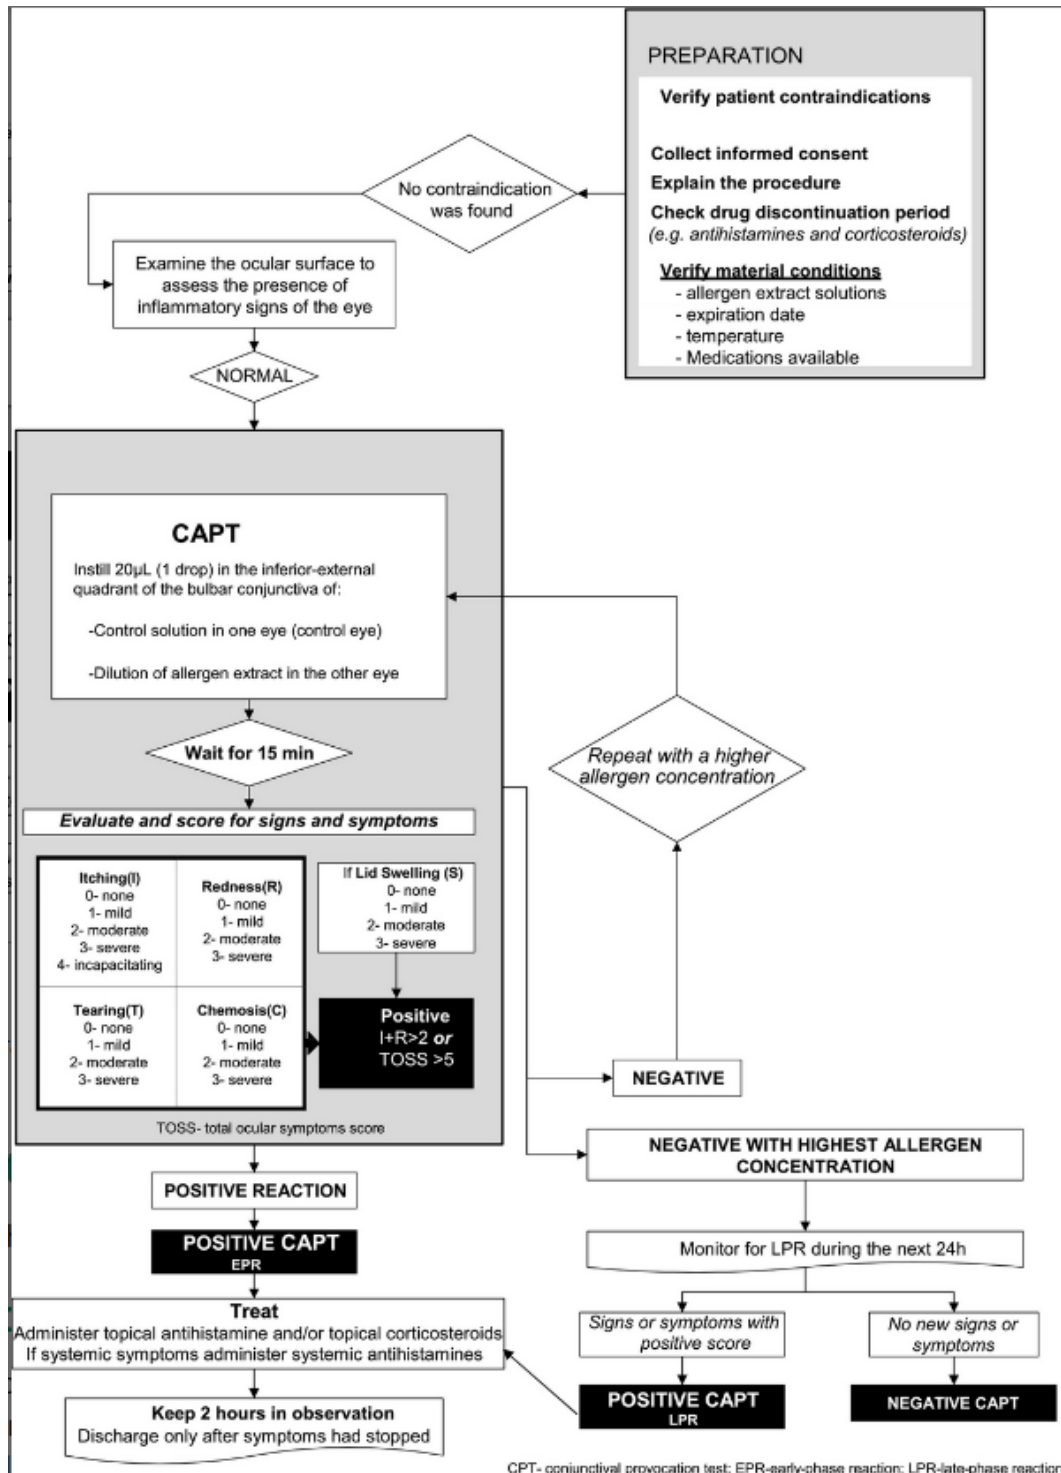 PREPARATION
Verify patient contraindications
Collect informed consent
Explain the procedure
Check drug discontinuation period
(e.g. antihistamines and corticosteroids)
Verify material conditions
- allergen extract solutions
- expiration date
- temperature
- Medications available
No contraindication
was found
Examine the ocular surface to
assess the presence of
inflammatory signs of the eye
NORMAL
CAPT
Instill 20µL (1 drop) in the inferior-external
quadrant of the bulbar conjunctiva of:
-Control solution in one eye (control eye)
-Dilution of allergen extract in the other eye
Wait for 15 min
Evaluate and score for signs and symptoms
Itching(I)
0- none
1- mild
2- moderate
3- severe
4- incapacitating
Redness(R)
0- none
1- mild
2- moderate
3- severe
Tearing(T)
0- none
1- mild
2- moderate
3- severe
Chemosis(C)
0- none
1- mild
2- moderate
3- severe
If Lid Swelling (S)
0- none
1- mild
2- moderate
3- severe
Positive
I+R>2 or
TOSS >5
TOSS- total ocular symptoms score
Repeat with a higher
allergen concentration
NEGATIVE
NEGATIVE WITH HIGHEST ALLERGEN
CONCENTRATION
Monitor for LPR during the next 24h
Signs or symptoms with
positive score
No new signs or
symptoms
POSITIVE CAPT
LPR
NEGATIVE CAPT
POSITIVE REACTION
POSITIVE CAPT
EPR
Treat
Administer topical antihistamine and/or topical corticosteroids
If systemic symptoms administer systemic antihistamines
Keep 2 hours in observation
Discharge only after symptoms had stopped
CPT- conjunctival provocation test; EPR-early-phase reaction; LPR-late-phase reaction